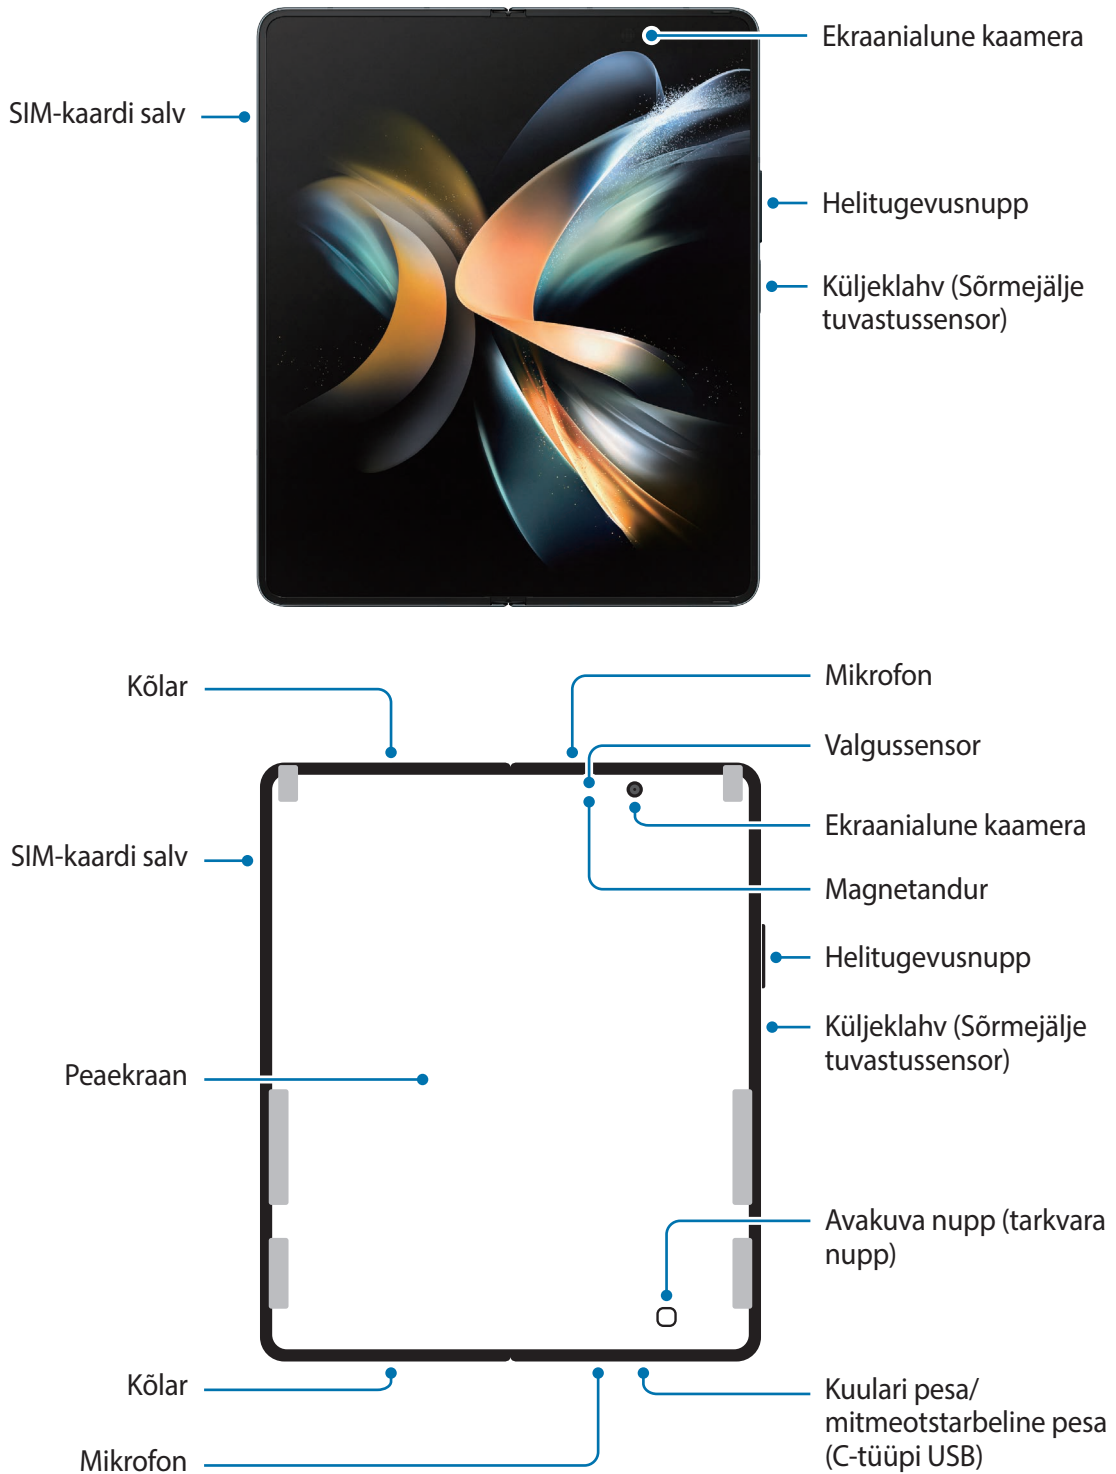 Ekraanialune kaamera
SIM-kaardi salv
Helitugevusnupp
Küljeklahv (Sõrmejälje
tuvastussensor)
Kõlar
Mikrofon
Valgussensor
Ekraanialune kaamera
SIM-kaardi salv
Magnetandur
Helitugevusnupp
Küljeklahv (Sõrmejälje
tuvastussensor)
Peaekraan
Avakuva nupp (tarkvara
nupp)
Kõlar
Kuulari pesa/
mitmeotstarbeline pesa
(C-tüüpi USB)
Mikrofon